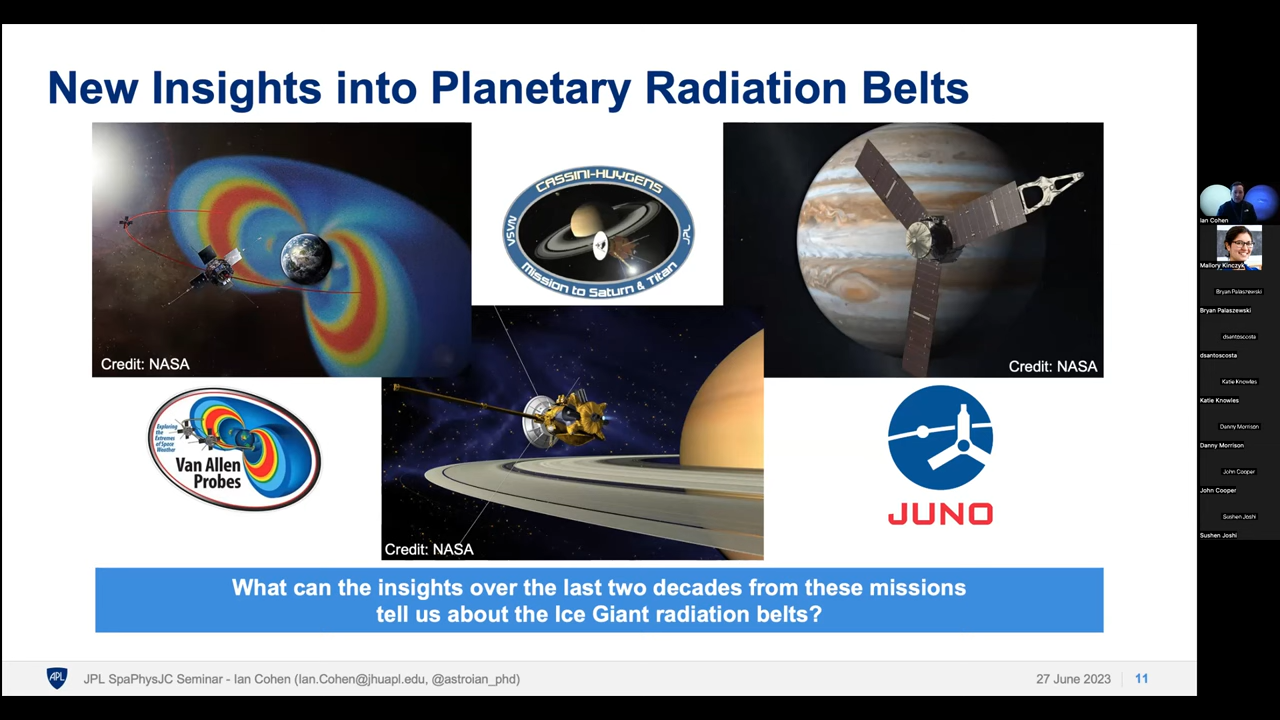 New Insights into Planetary Radiation Belts
CASSINI-HUYGENS
NASA
JPL
Mission to Saturn & Titan
Credit: NASA
Credit: NASA
Exploring the
Extremes of Space
Weather
Van Allen
Probes
Credit: NASA
JUNO
What can the insights over the last two decades from these missions
tell us about the Ice Giant radiation belts?
APL
JPL SpaPhysJC Seminar - Ian Cohen (Ian.Cohen@jhuapl.edu, @astroian_phd)
27 June 2023
11
Ian Cohen
Mallory Kinczyk
Bryan Palaszewski
Bryan Palaszewski
dsantoscosta
dsantoscosta
Katie Knowles
Katie Knowles
Danny Morrison
Danny Morrison
John Cooper
John Cooper
Sushen Joshi
Sushen Joshi